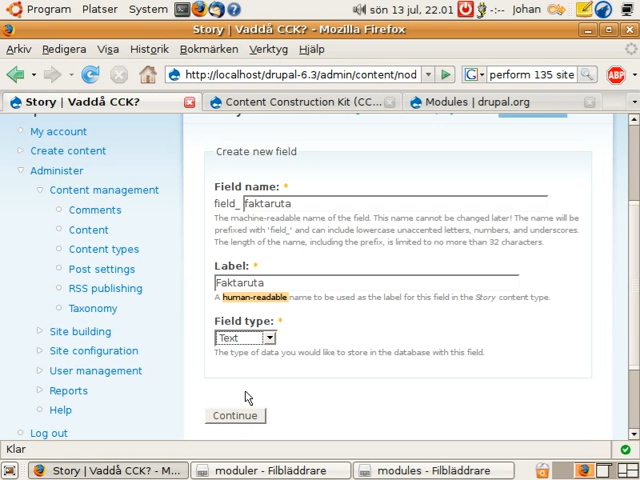 Program Platser System sön 13 jul, 22.01 -:-- Johan
Story | Vaddå CCK? - Mozilla Firefox
Arkiv Redigera Visa Historik Bokmärken Verktyg Hjälp
http://localhost/drupal-6.3/admin/content/nod G perform 135 site ABP
Story | Vaddå CCK? Content Construction Kit (CC... Modules | drupal.org
My account
Create content
Administer
Content management
Comments
Content
Content types
Post settings
RSS publishing
Taxonomy
Site building
Site configuration
User management
Reports
Help
Log out
Create new field
Field name: *
field_ faktaruta
The machine-readable name of the field. This name cannot be changed later! The name will be
prefixed with 'field_' and can include lowercase unaccented letters, numbers, and underscores.
The length of the name, including the prefix, is limited to no more than 32 characters.
Label: *
Faktaruta
A human-readable name to be used as the label for this field in the Story content type.
Field type: *
Text
The type of data you would like to store in the database with this field.
Continue
Klar
Story | Vaddå CCK? - M... moduler - Filbläddrare modules - Filbläddrare